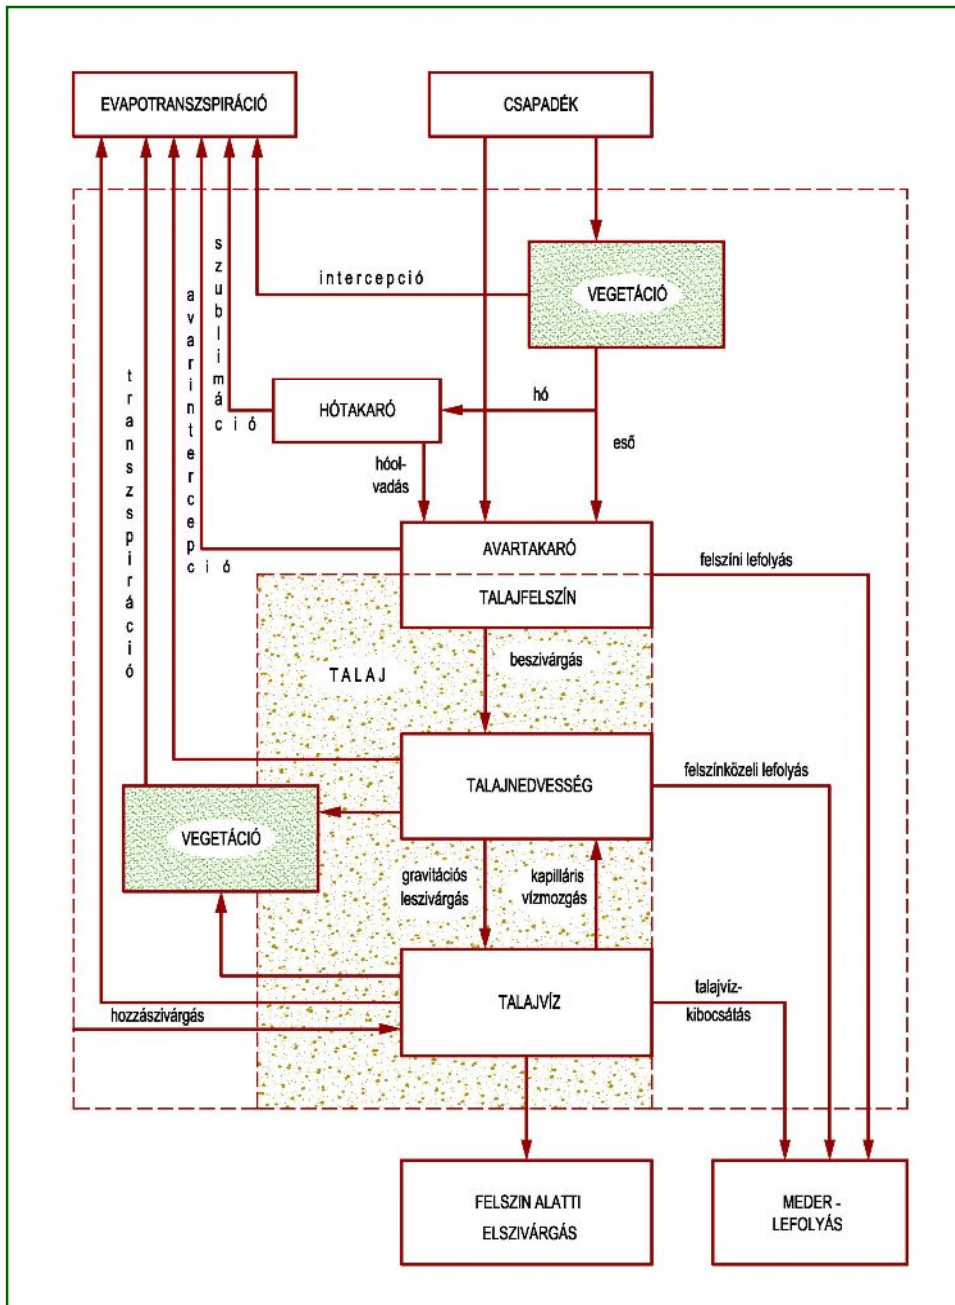 EVAPOTRANSZSPIRÁCIÓ
CSAPADÉK
VEGETÁCIÓ
intercepció
szublimáció
avarintercepció
transzspiráció
HÓTAKARÓ
hó
eső
hóol-
vadás
AVARTAKARÓ
TALAJFELSZÍN
felszíni lefolyás
beszivárgás
TALAJ
TALAJNEDVESSÉG
felszínközeli lefolyás
VEGETÁCIÓ
gravitációs
leszivárgás
kapilláris
vízmozgás
TALAJVÍZ
talajvíz-
kibocsátás
hozzászivárgás
FELSZIN ALATTI
ELSZIVÁRGÁS
MEDER -
LEFOLYÁS